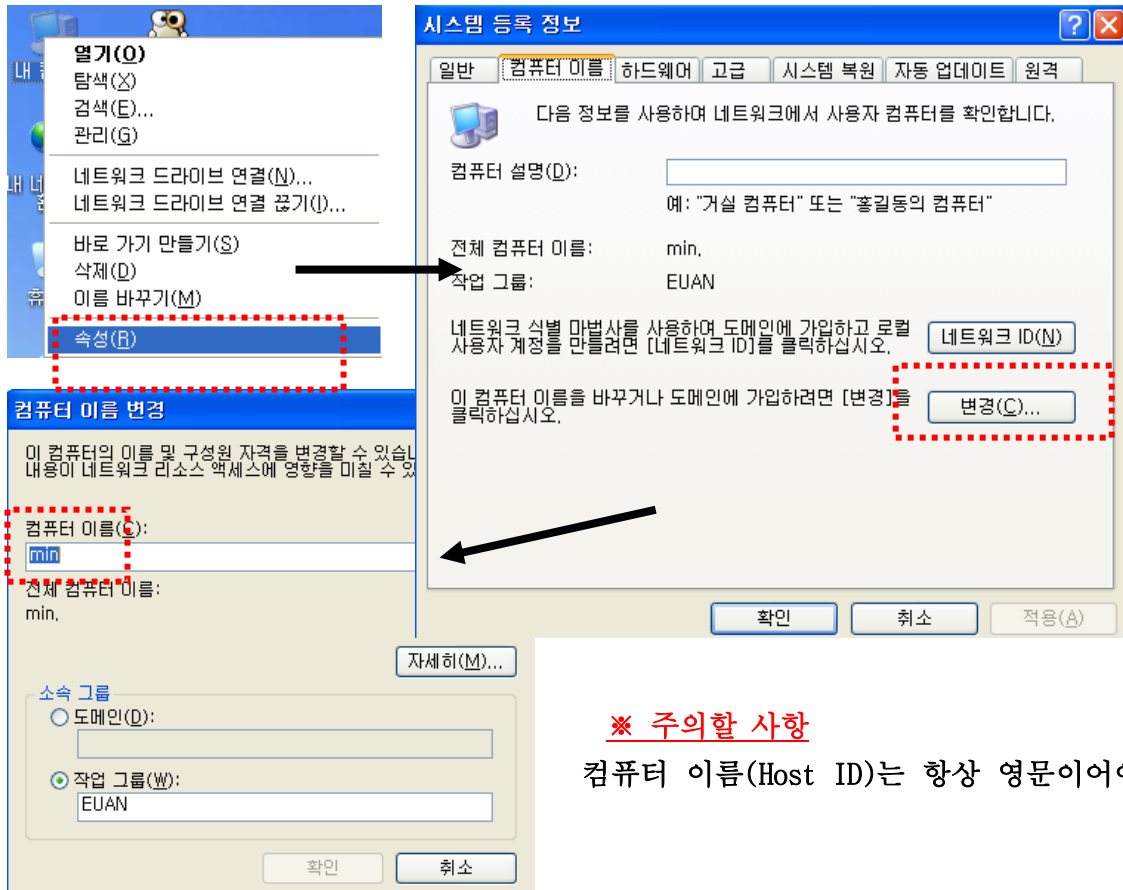 열기(O)
탐색(X)
검색(E)...
관리(G)
네트워크 드라이브 연결(N)...
네트워크 드라이브 연결 끊기(I)...
바로 가기 만들기(S)
삭제(D)
이름 바꾸기(M)
속성(R)
시스템 등록 정보
일반 컴퓨터 이름 하드웨어 고급 시스템 복원 자동 업데이트 원격
다음 정보를 사용하여 네트워크에서 사용자 컴퓨터를 확인합니다.
컴퓨터 설명(D):
예: "거실 컴퓨터" 또는 "홍길동의 컴퓨터"
전체 컴퓨터 이름: min.
작업 그룹: EUAN
네트워크 식별 마법사를 사용하여 도메인에 가입하고 로컬
사용자 계정을 만들려면 [네트워크 ID]를 클릭하십시오.
네트워크 ID(N)
이 컴퓨터 이름을 바꾸거나 도메인에 가입하려면 [변경]을
클릭하십시오.
변경(C)...
확인 취소 적용(A)
컴퓨터 이름 변경
이 컴퓨터의 이름 및 구성원 자격을 변경할 수 있습니
내용이 네트워크 리소스 액세스에 영향을 미칠 수 있
컴퓨터 이름(C):
min
전체 컴퓨터 이름:
min.
자세히(M)...
소속 그룹
도메인(D):
작업 그룹(W):
EUAN
확인 취소
※ 주의할 사항
컴퓨터 이름(Host ID)는 항상 영문이어야